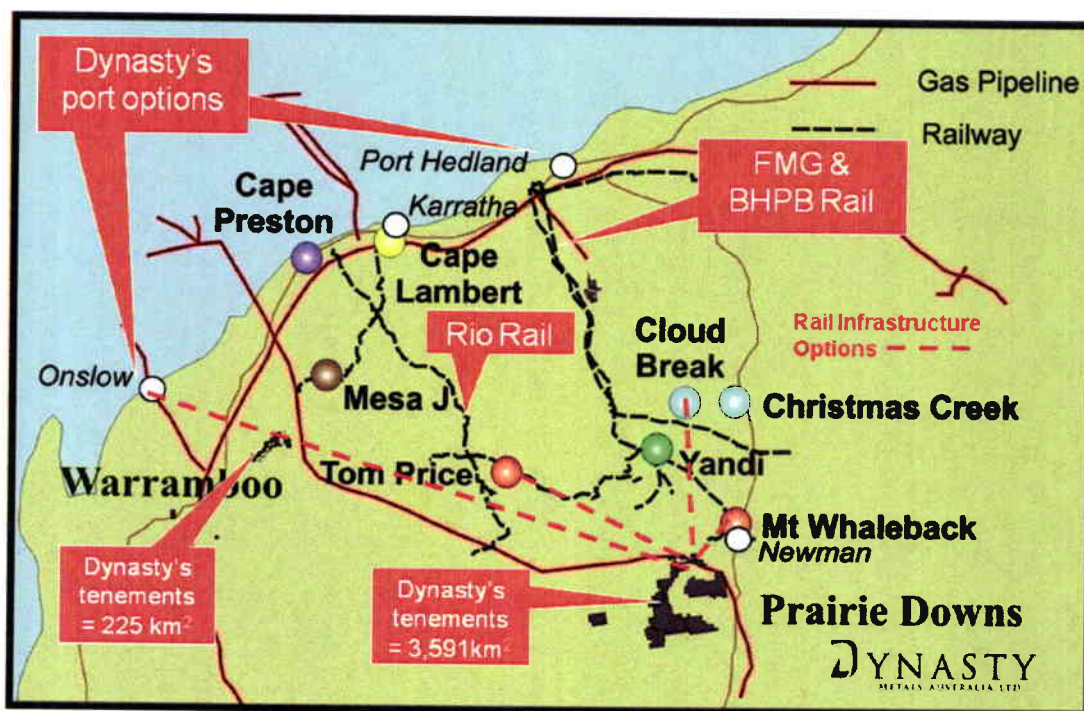 Dynasty's
port options
Gas Pipeline
Railway
Port Hedland
FMG &
BHPB Rail
Cape
Preston
Karratha
Cape
Lambert
Rio Rail
Rail Infrastructure
Options
Cloud
Break
Onslow
Mesa J
Christmas Creek
Warramboo
Tom Price
Yandi
Mt Whaleback
Newman
Dynasty's
tenements
= 225 km²
Dynasty's
tenements
= 3,591km²
Prairie Downs
DYNASTY
METALS AUSTRALIA LTD